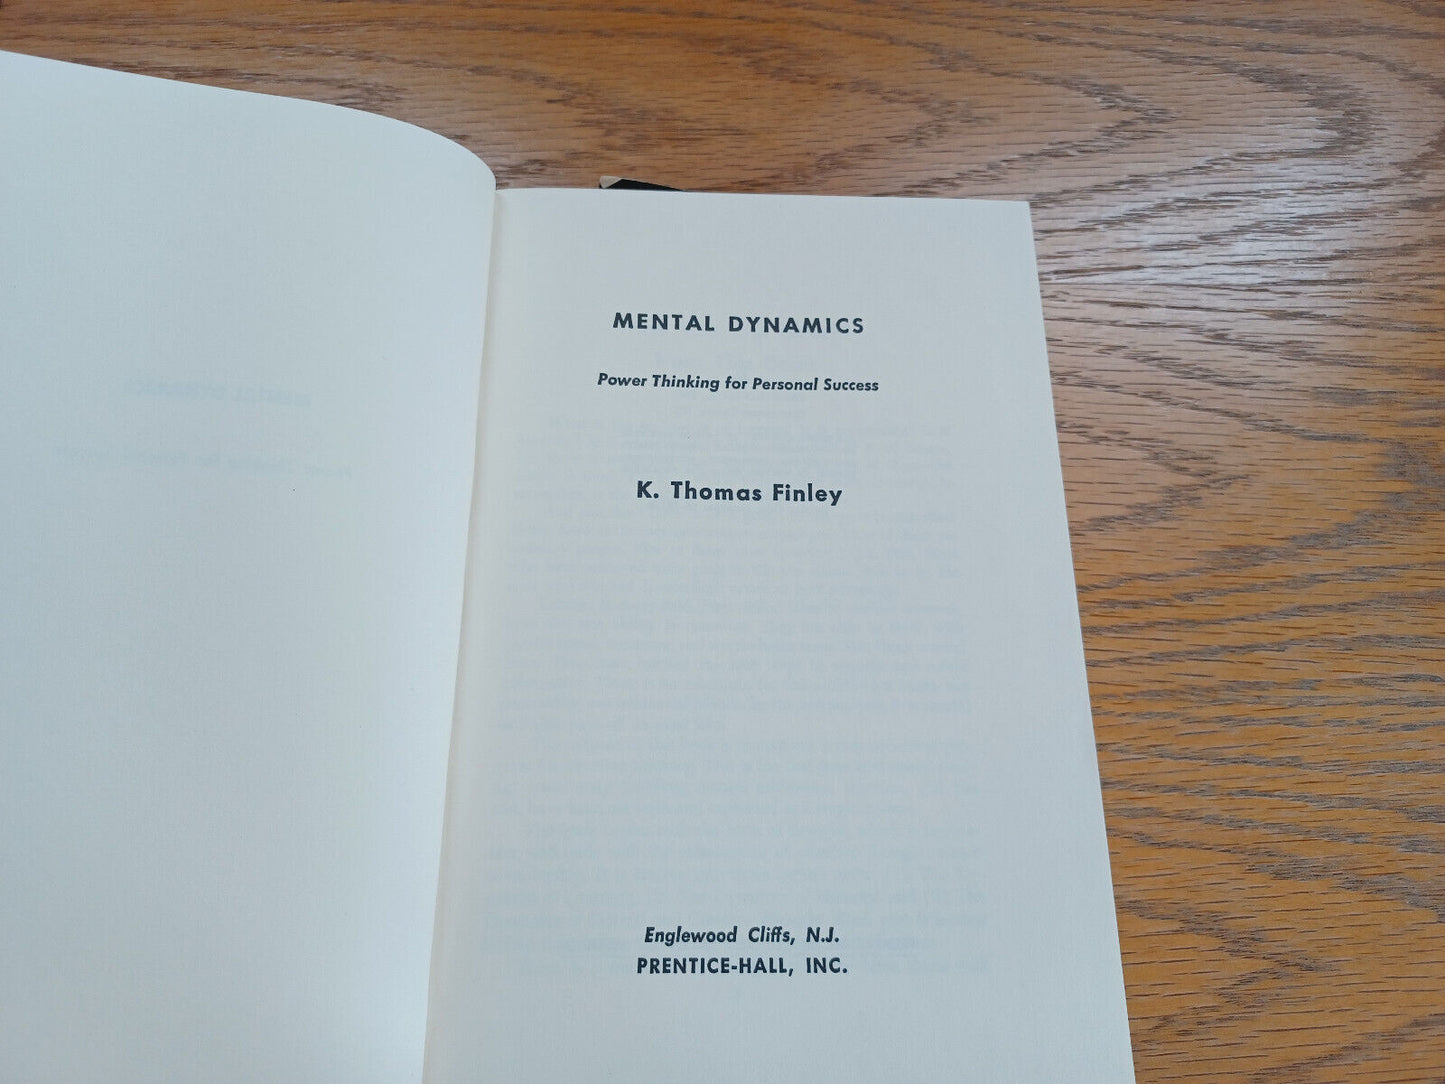 MENTAL DYNAMICS
Power Thinking for Personal Success
K. Thomas Finley
Englewood Cliffs, N.J.
PRENTICE-HALL, INC.